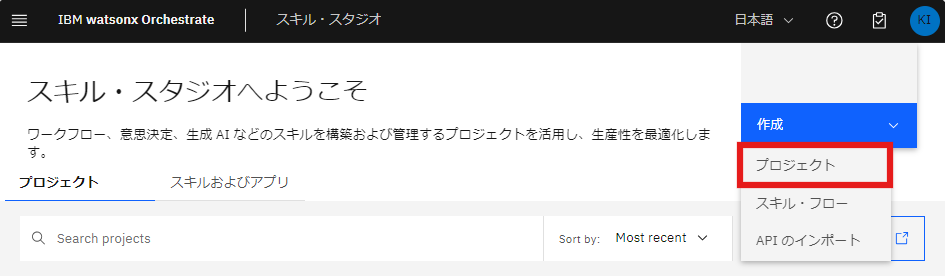 IBM watsonx Orchestrate
スキル・スタジオ
日本語
KI
スキル・スタジオへようこそ
ワークフロー、意思決定、生成 AI などのスキルを構築および管理するプロジェクトを活用し、生産性を最適化しま
す。
作成
プロジェクト
スキル・フロー
API のインポート
プロジェクト
スキルおよびアプリ
Search projects
Sort by:
Most recent